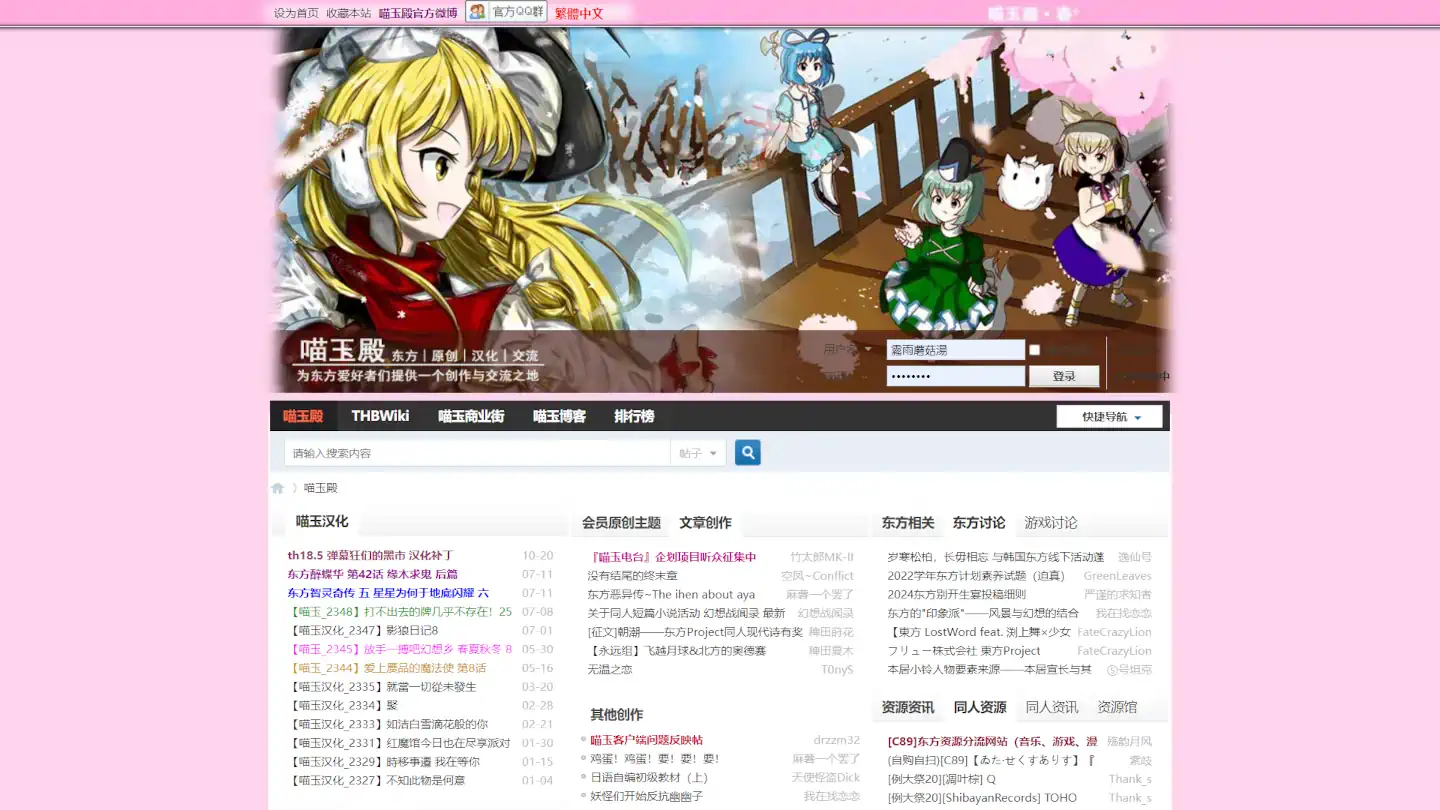 设为首页 收藏本站 喵玉殿官方微博 官方QQ群 繁體中文
喵玉殿 东方｜原创｜汉化｜交流
为东方爱好者们提供一个创作与交流之地
霧雨蘑菇湯
••••••••
登录
喵玉殿 THBWiki 喵玉商业街 喵玉博客 排行榜 快捷导航
请输入搜索内容 帖子
喵玉殿
喵玉汉化
th18.5 弹幕狂们的黑市 汉化补丁 10-20
东方醉蝶华 第42话 缘木求鬼 后篇 07-11
东方智灵奇传 五 星星为何于地底闪耀 六 07-11
【喵玉_2348】打不出去的牌几乎不存在！25 07-08
【喵玉汉化_2347】影狼日记8 07-01
【喵玉_2345】放手一搏吧幻想乡 春夏秋冬 8 05-30
【喵玉_2344】爱上赝品的魔法使 第8话 05-16
【喵玉汉化_2335】就當一切從未發生 03-20
【喵玉汉化_2334】聚 02-28
【喵玉汉化_2333】如洁白雪滴花般的你 02-21
【喵玉汉化_2331】红魔馆今日也在尽享派对 01-30
【喵玉汉化_2329】時移事遷 我在等你 01-15
【喵玉汉化_2327】不知此物是何意 01-04
会员原创主题 文章创作
『喵玉电台』企划项目听众征集中 竹太郎MK-II
没有结尾的终末章 空风~Conflict
东方恶异传~The ihen about aya 麻薯一个罢了
关于同人短篇小说活动 幻想战闻录 最新 幻想战闻录
[征文]朝潮——东方Project同人现代诗有奖 稗田莳花
【永远组】飞越月球&北方的奥德赛 稗田夏木
无温之恋 T0nyS
其他创作
喵玉客户端问题反映帖 drzzm32
鸡蛋！鸡蛋！要！要！要！ 麻薯一个罢了
日语自编初级教材（上） 天使铿盗Dick
妖怪们开始反抗幽幽子 我在找恋恋
东方相关 东方讨论 游戏讨论
岁寒松柏，长毋相忘 与韩国东方线下活动蓬 逸仙号
2022学年东方计划素养试题（迫真） GreenLeaves
2024东方别开生宴投稿细则 严谨的求知者
东方的"印象派"——风景与幻想的结合 我在找恋恋
【東方 LostWord feat. 渕上舞×少女 FateCrazyLion
フリュー株式会社 東方Project FateCrazyLion
本居小铃人物要素来源——本居宣长与其 ⑤号坦克
资源资讯 同人资源 同人资讯 资源馆
[C89]东方资源分流网站（音乐、游戏、漫 殤韵月风
(自购自扫)[C89]【ゐた·せくすありす】『 紫歧
[例大祭20][凋叶棕] Q Thank_s
[例大祭20][ShibayanRecords] TOHO Thank_s